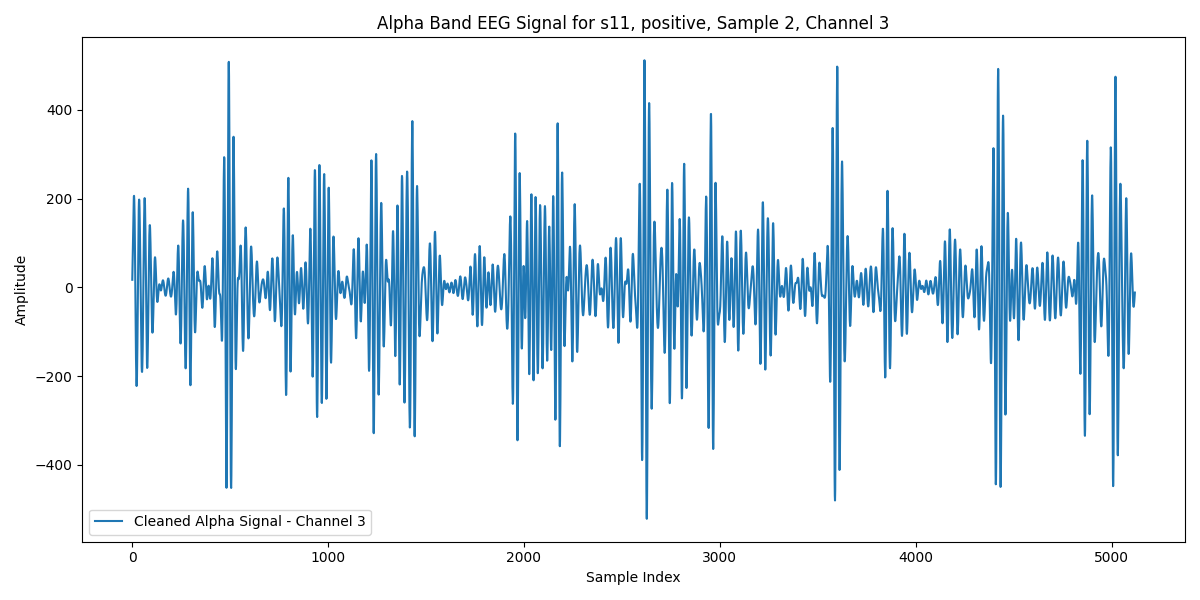 Alpha Band EEG Signal for s11, positive, Sample 2, Channel 3
Amplitude
400
200
0
−200
−400
Cleaned Alpha Signal - Channel 3
0 1000 2000 3000 4000 5000
Sample Index